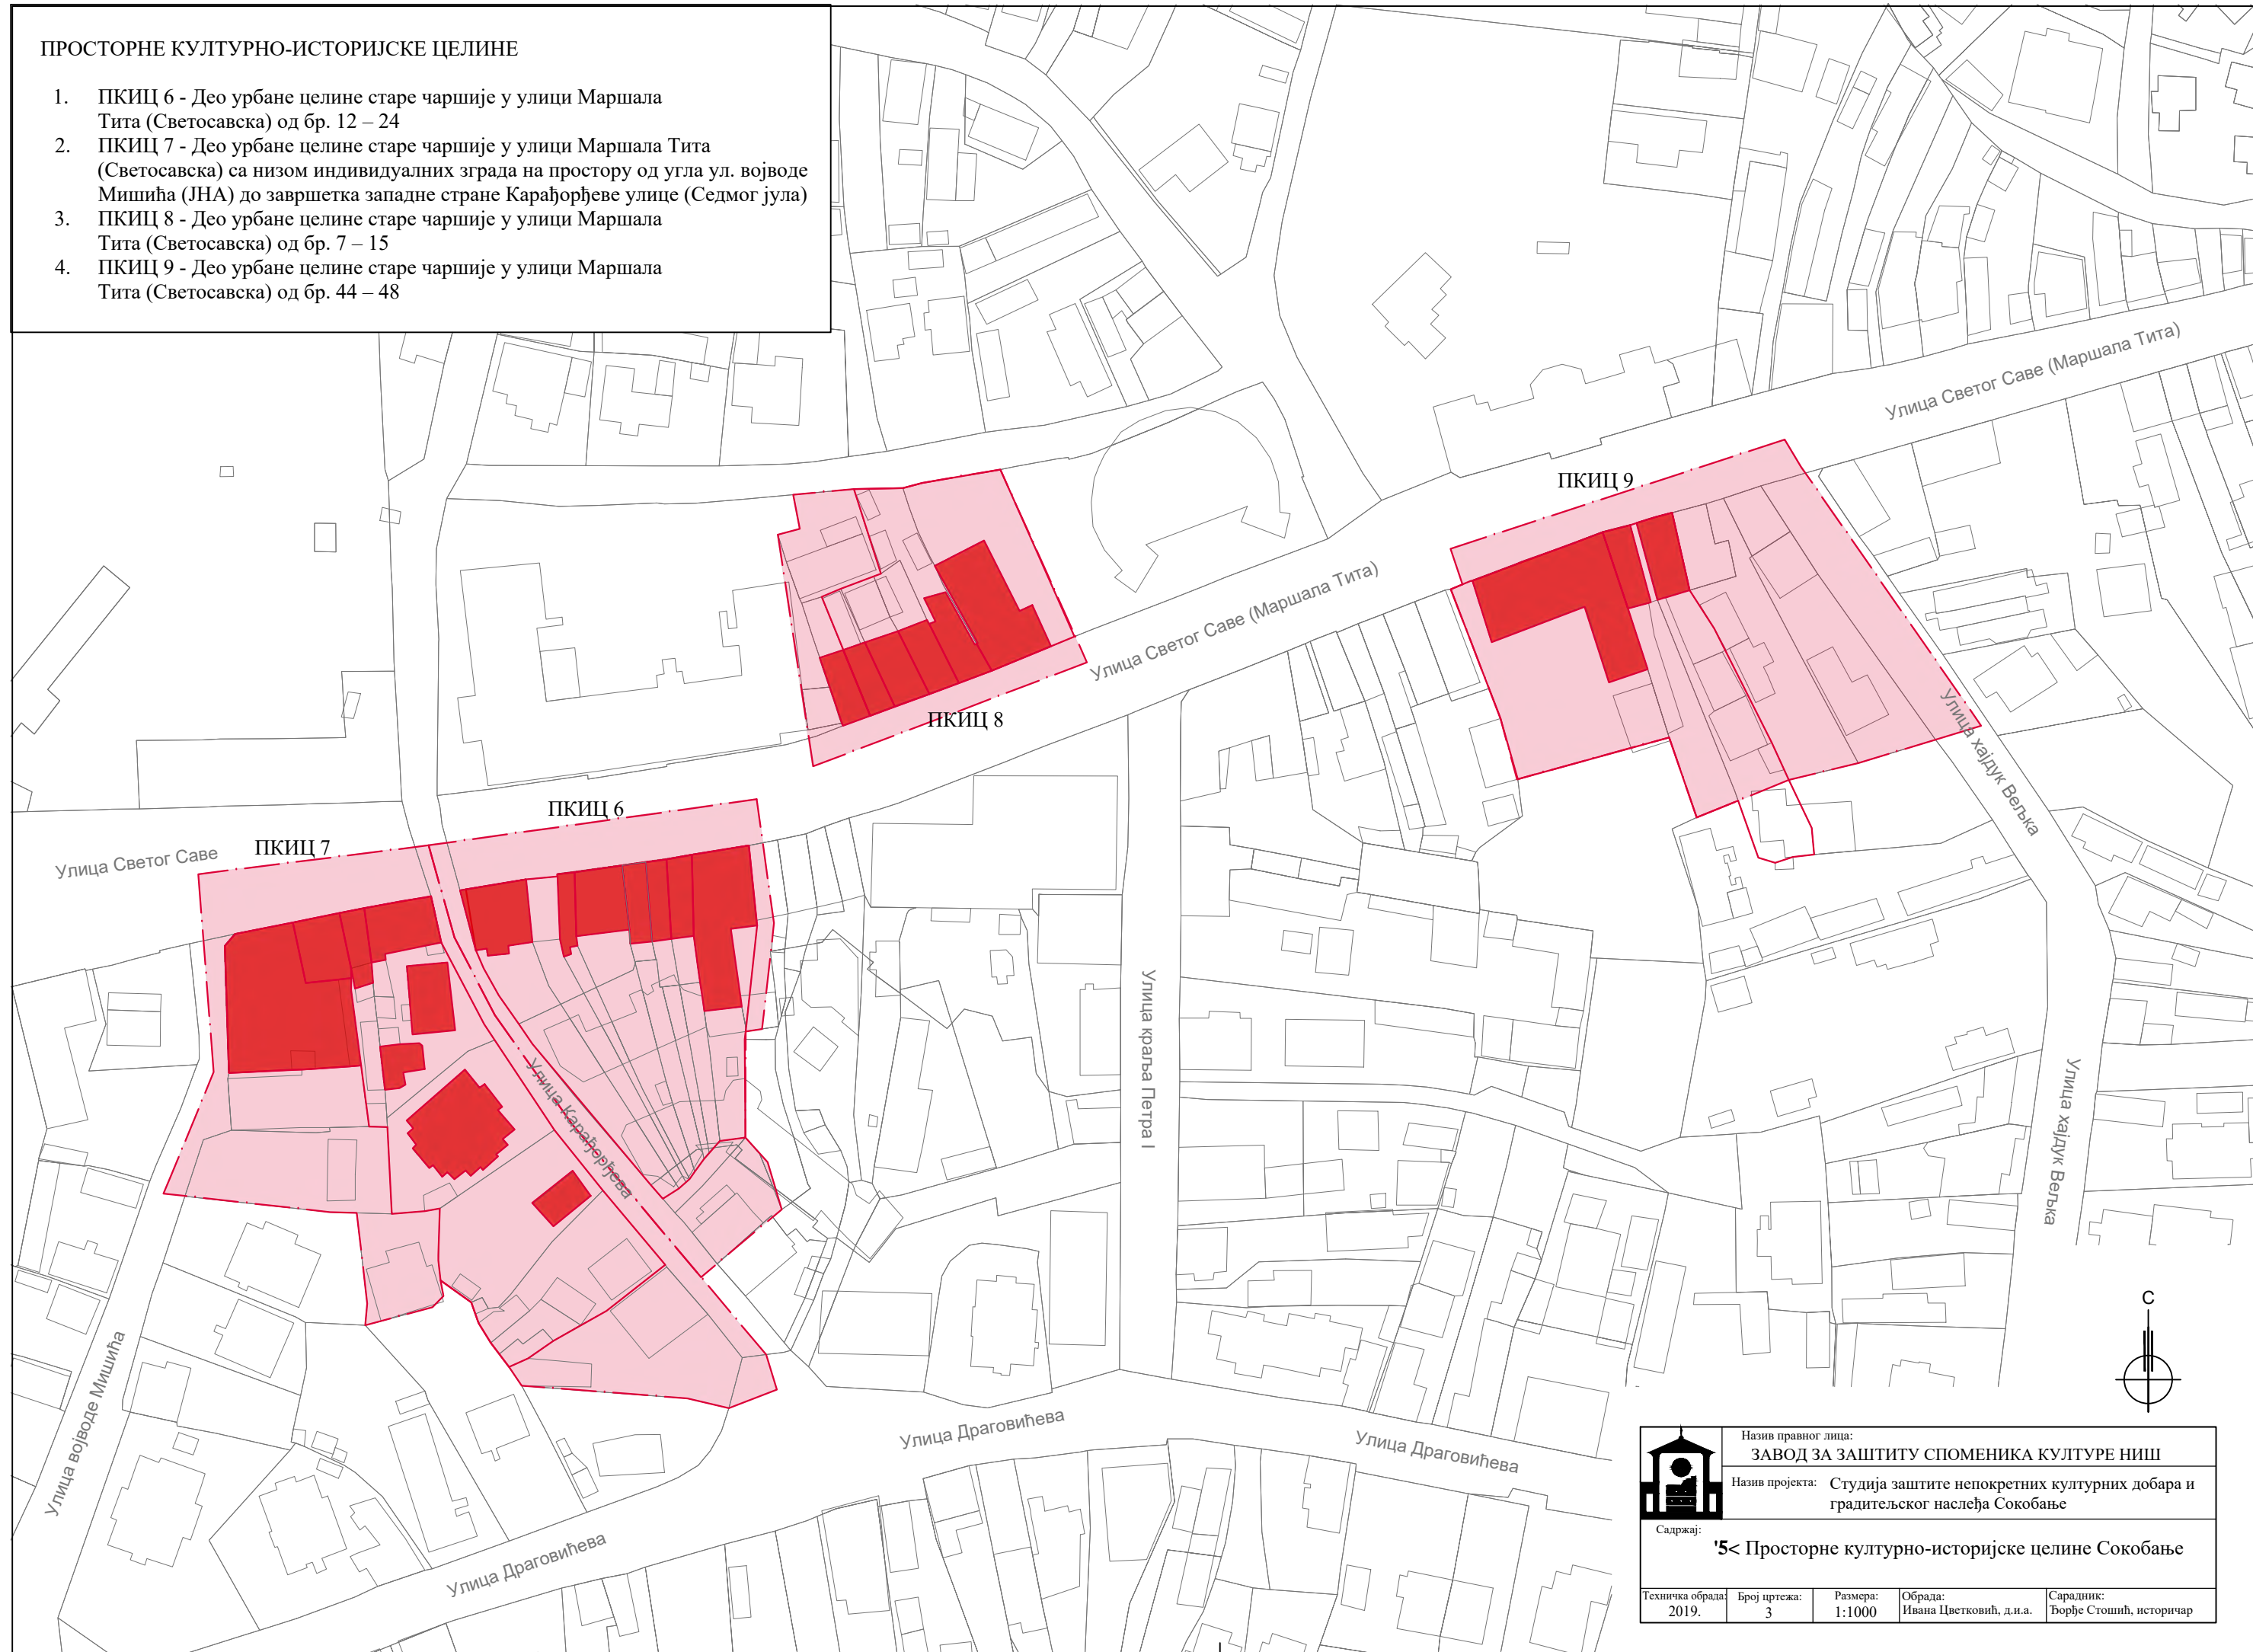 ПРОСТОРНЕ КУЛТУРНО-ИСТОРИЈСКЕ ЦЕЛИНЕ
1. ПКИЦ 6 - Део урбане целине старе чаршије у улици Маршала
Тита (Светосавска) од бр. 12 – 24
2. ПКИЦ 7 - Део урбане целине старе чаршије у улици Маршала Тита
(Светосавска) са низом индивидуалних зграда на простору од угла ул. војводе
Мишића (ЈНА) до завршетка западне стране Карађорђеве улице (Седмог јула)
3. ПКИЦ 8 - Део урбане целине старе чаршије у улици Маршала
Тита (Светосавска) од бр. 7 – 15
4. ПКИЦ 9 - Део урбане целине старе чаршије у улици Маршала
Тита (Светосавска) од бр. 44 – 48
Улица Светог Саве (Маршала Тита)
ПКИЦ 9
Улица Светог Саве (Маршала Тита)
ПКИЦ 8
Улица хајдук Вељка
ПКИЦ 6
ПКИЦ 7
Улица Светог Саве
Улица краља Петра I
Улица Карађорђева
Улица хајдук Вељка
Улица војводе Мишића
Улица Драговићева
Улица Драговићева
Улица Драговићева
С
Назив правног лица:
ЗАВОД ЗА ЗАШТИТУ СПОМЕНИКА КУЛТУРЕ НИШ
Назив пројекта: Студија заштите непокретних културних добара и
градитељског наслеђа Сокобање
Садржај:
'5< Просторне културно-историјске целине Сокобање
Техничка обрада:
2019.
Број цртежа:
3
Размера:
1:1000
Обрада:
Ивана Цветковић, д.и.а.
Сарадник:
Ђорђе Стошић, историчар